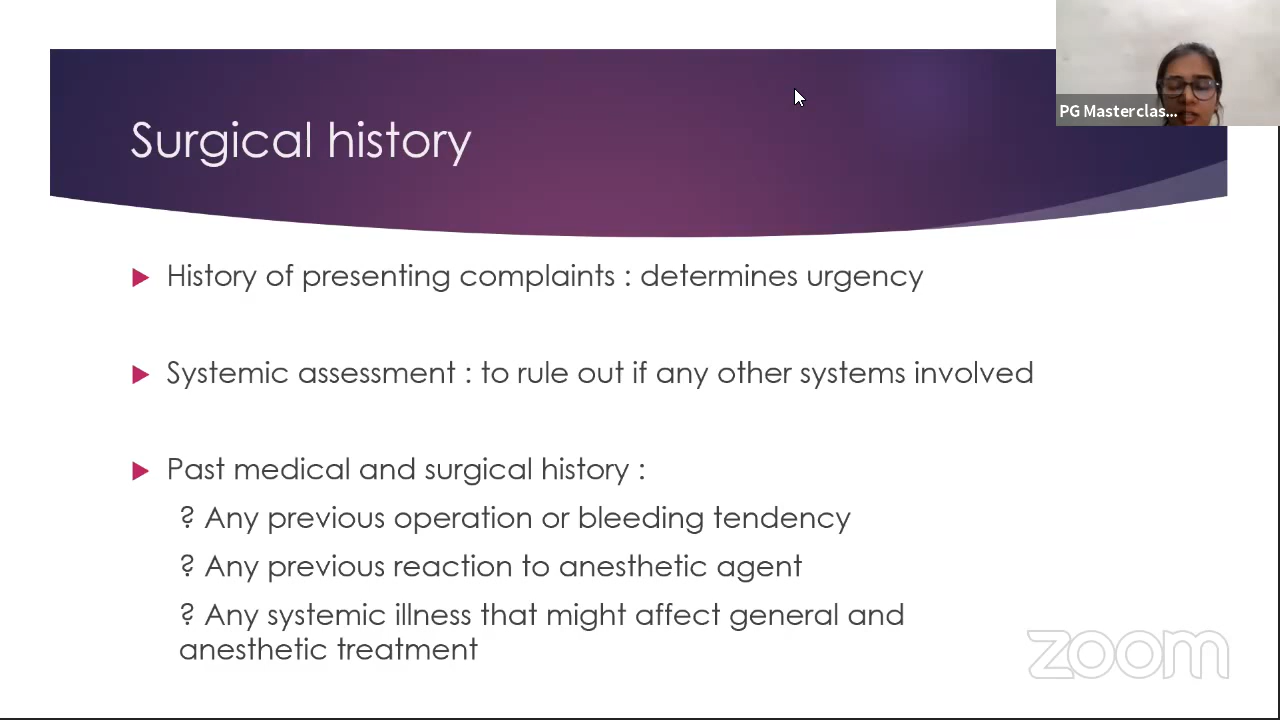 PG Masterclas...
Surgical history
History of presenting complaints : determines urgency
Systemic assessment : to rule out if any other systems involved
Past medical and surgical history :
? Any previous operation or bleeding tendency
? Any previous reaction to anesthetic agent
? Any systemic illness that might affect general and
anesthetic treatment
zoom